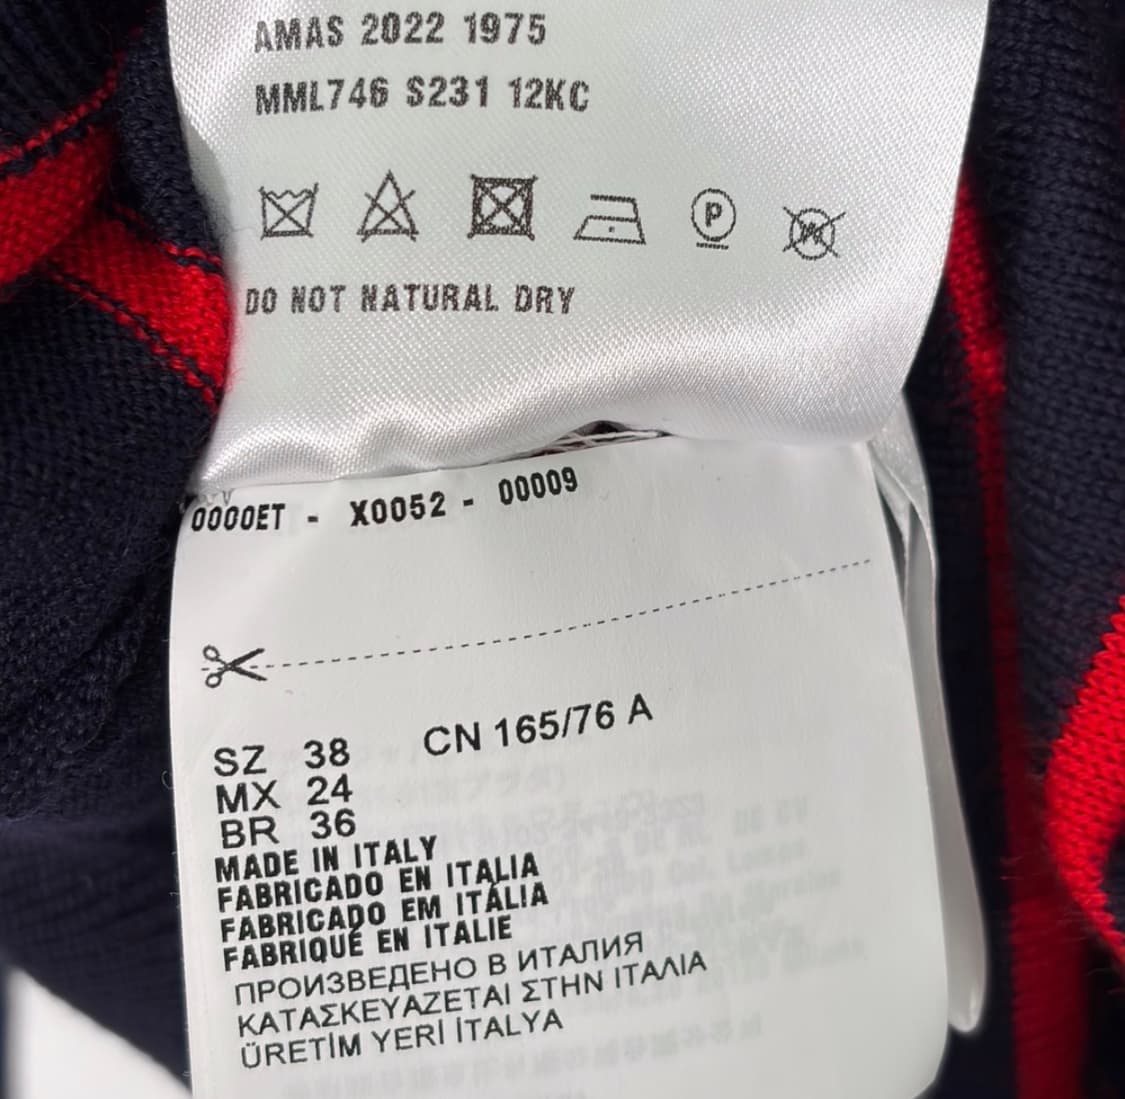 AMAS 2022 1975
MML746 S231 12KC
P
W
DO NOT NATURAL DRY
0000ET - X0052 - 00009
SZ 38 CN 165/76 A
MX 24
BR 36
MADE IN ITALY
FABRICADO EN ITALIA
FABRICADO EM ITÁLIA
FABRIQUÉ EN ITALIE
ПРОИЗВЕДЕНО В ИТАЛИЯ
ΚΑΤΑΣΚΕΥΑΖΕΤΑΙ ΣΤΗΝ ΙΤΑΛΙΑ
ÜRETİM YERİ İTALYA